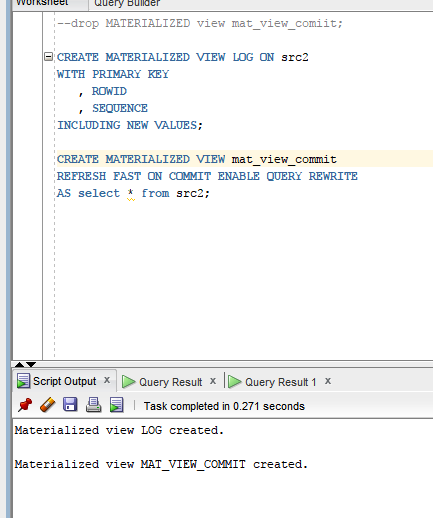 Worksheet Query Builder
--drop MATERIALIZED view mat_view_comiit;
CREATE MATERIALIZED VIEW LOG ON src2
WITH PRIMARY KEY
, ROWID
, SEQUENCE
INCLUDING NEW VALUES;
CREATE MATERIALIZED VIEW mat_view_commit
REFRESH FAST ON COMMIT ENABLE QUERY REWRITE
AS select * from src2;
Script Output x Query Result x Query Result 1 x
Task completed in 0.271 seconds
Materialized view LOG created.
Materialized view MAT_VIEW_COMMIT created.